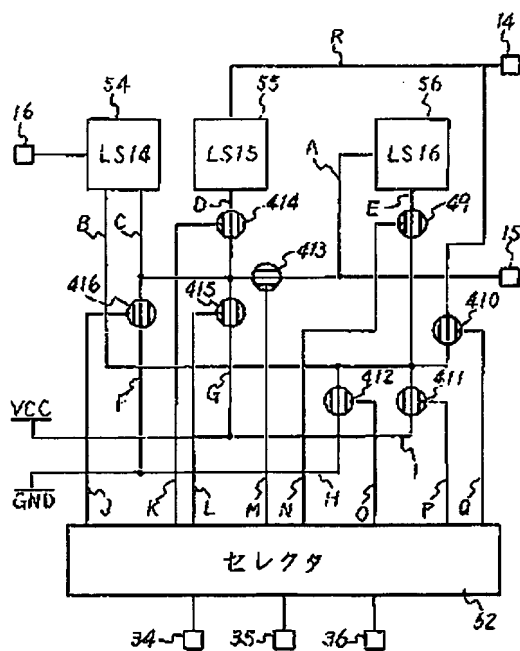 R
14
54
55
56
16
LS14
LS15
LS16
A
D
E
B
C
414
49
413
15
416
415
410
F
G
412
411
VCC
I
GND
H
J
K
L
M
N
O
P
Q
セレクタ
52
34
35
36